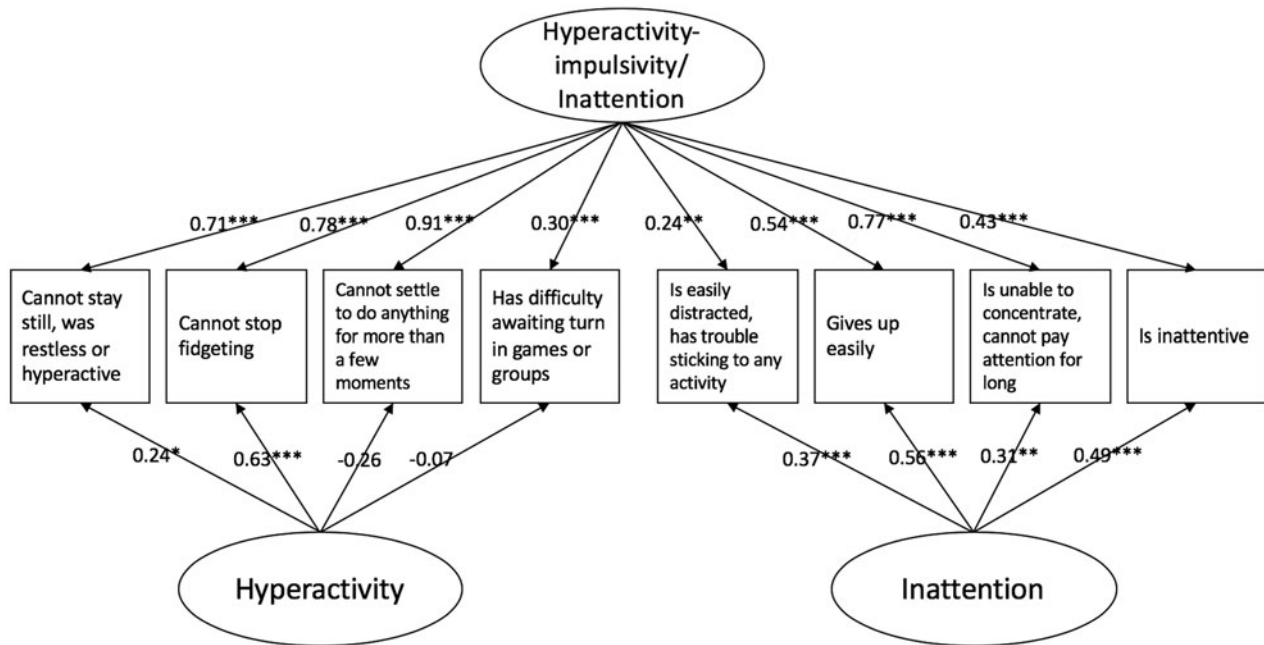 Hyperactivity-
impulsivity/
Inattention
0.71***
0.78***
0.91***
0.30***
0.24**
0.54***
0.77***
0.43***
Cannot stay
still, was
restless or
hyperactive
Cannot stop
fidgeting
Cannot settle
to do anything
for more than
a few
moments
Has difficulty
awaiting turn
in games or
groups
Is easily
distracted,
has trouble
sticking to any
activity
Gives up
easily
Is unable to
concentrate,
cannot pay
attention for
long
Is inattentive
0.24*
0.63***
-0.26
-0.07
0.37***
0.56***
0.31**
0.49***
Hyperactivity
Inattention